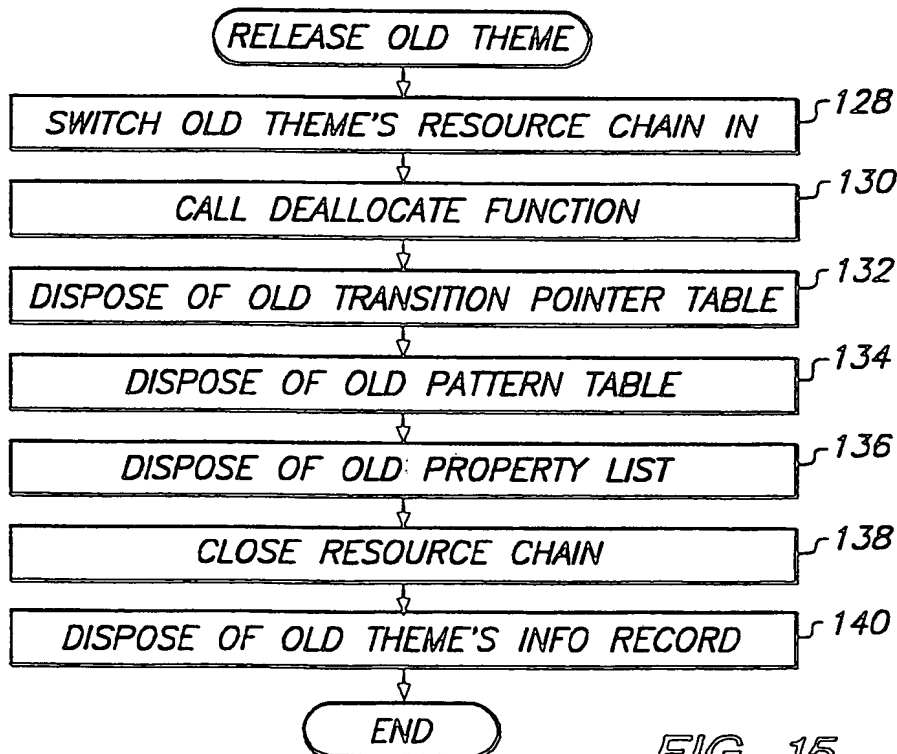 RELEASE OLD THEME
SWITCH OLD THEME'S RESOURCE CHAIN IN
128
CALL DEALLOCATE FUNCTION
130
DISPOSE OF OLD TRANSITION POINTER TABLE
132
DISPOSE OF OLD PATTERN TABLE
134
DISPOSE OF OLD PROPERTY LIST
136
CLOSE RESOURCE CHAIN
138
DISPOSE OF OLD THEME'S INFO RECORD
140
END
FIG. 15